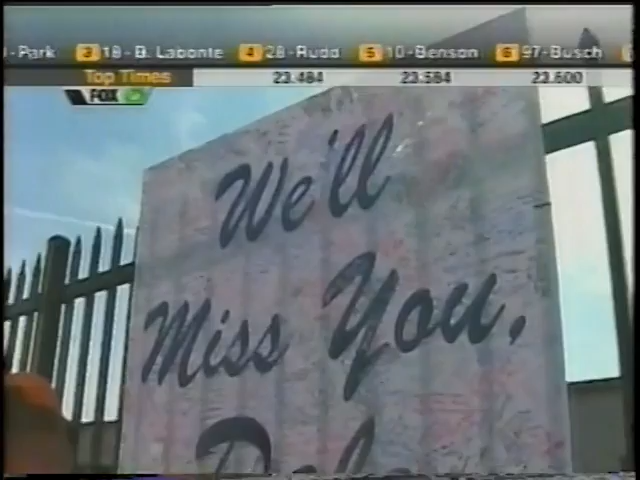 -Park 3 18-B. Labonte 4 28-Rudd 5 10-Benson 6 97-Busch
Top Times 23.484 23.584 23.600
FOX
We'll
Miss You,
Dale